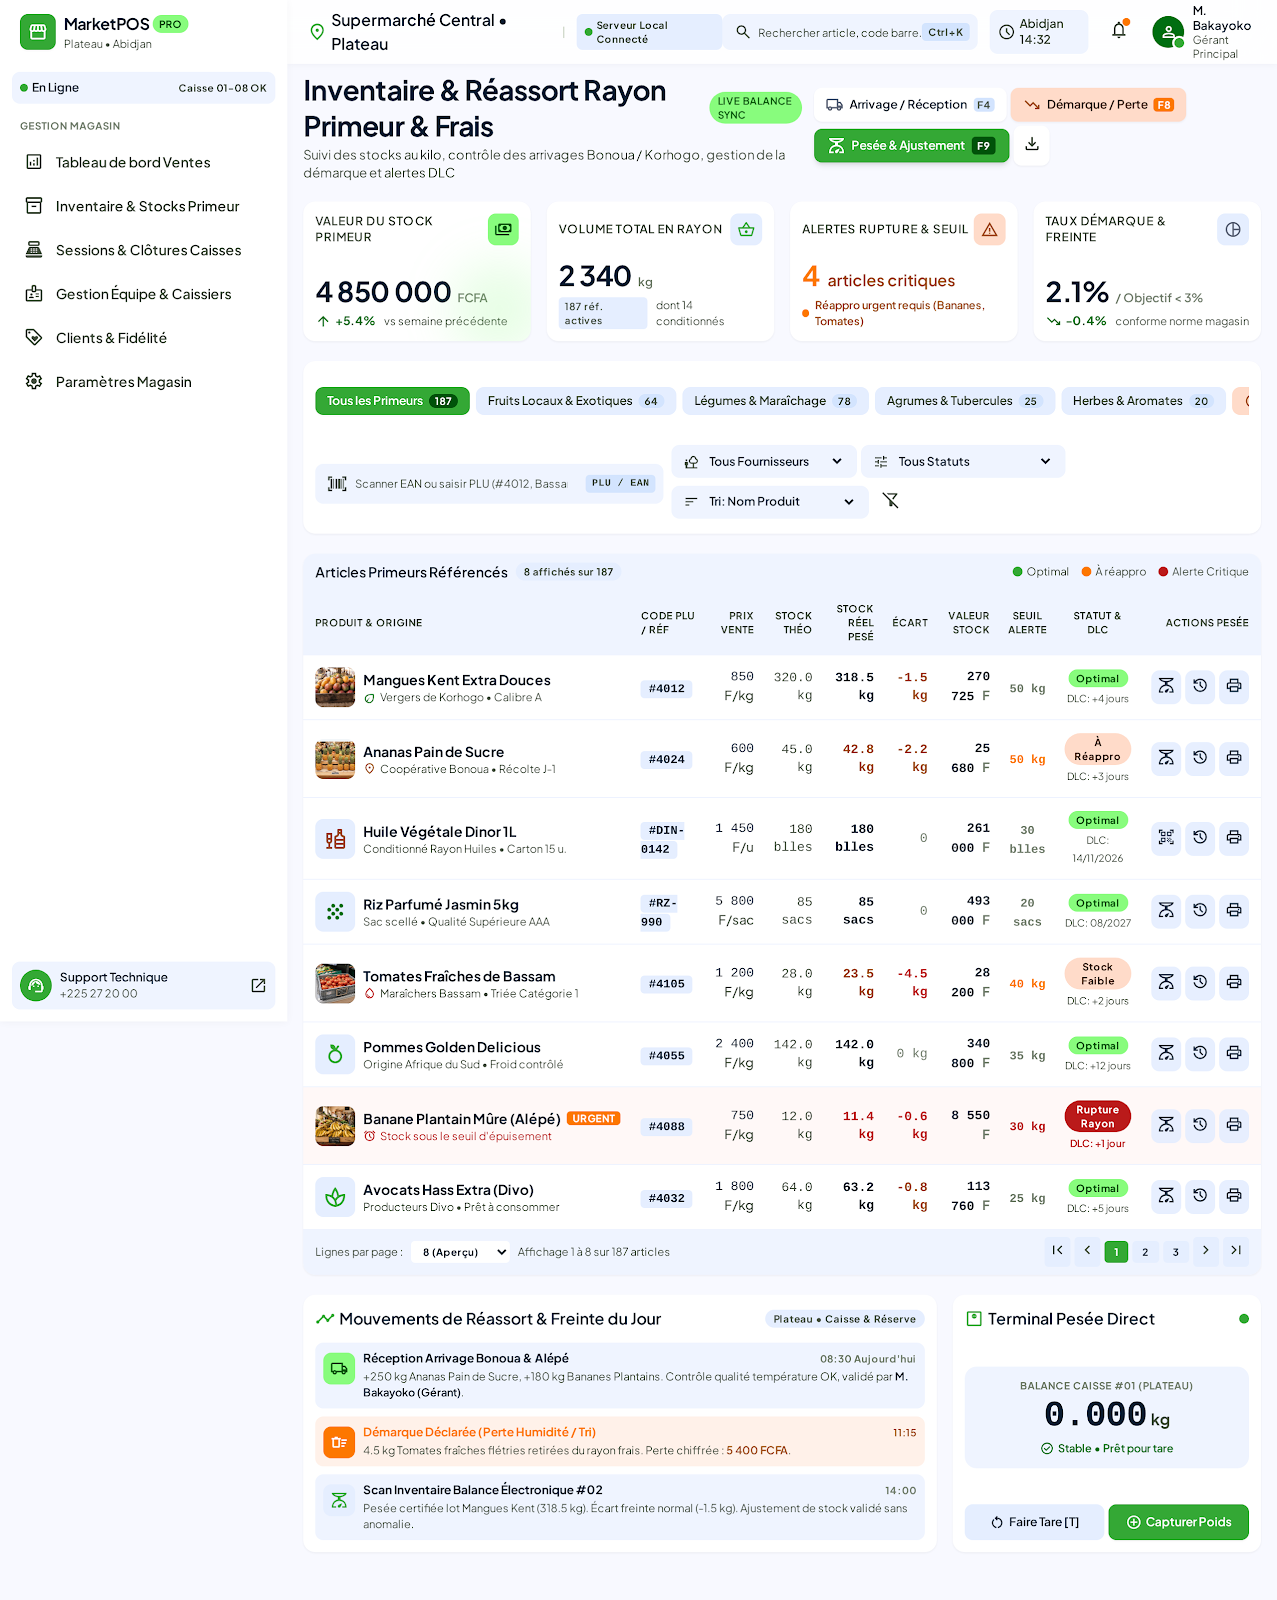 MarketPOS PRO
Plateau • Abidjan
En Ligne
Caisse 01-08 OK
GESTION MAGASIN
Tableau de bord Ventes
Inventaire & Stocks Primeur
Sessions & Clôtures Caisses
Gestion Équipe & Caissiers
Clients & Fidélité
Paramètres Magasin
Support Technique
+225 27 20 00
Supermarché Central •
Plateau
Serveur Local
Connecté
Rechercher article, code barre. Ctrl+K
Abidjan
14:32
M.
Bakayoko
Gérant
Principal
Inventaire & Réassort Rayon
Primeur & Frais
LIVE BALANCE
SYNC
Suivi des stocks au kilo, contrôle des arrivages Bonoua / Korhogo, gestion de la
démarque et alertes DLC
Arrivage / Réception F4
Démarque / Perte F8
Pesée & Ajustement F9
VALEUR DU STOCK
PRIMEUR
4 850 000 FCFA
+5.4% vs semaine précédente
VOLUME TOTAL EN RAYON
2 340 kg
187 réf.
actives
dont 14
conditionnés
ALERTES RUPTURE & SEUIL
4 articles critiques
Réappro urgent requis (Bananes,
Tomates)
TAUX DÉMARQUE &
FREINTE
2.1% / Objectif < 3%
-0.4% conforme norme magasin
Tous les Primeurs 187
Fruits Locaux & Exotiques 64
Légumes & Maraîchage 78
Agrumes & Tubercules 25
Herbes & Aromates 20
Scanner EAN ou saisir PLU (#4012, Bassa
PLU / EAN
Tous Fournisseurs
Tous Statuts
Tri: Nom Produit
Articles Primeurs Référencés 8 affichés sur 187
Optimal
À réappro
Alerte Critique
PRODUIT & ORIGINE
CODE PLU
/ RÉF
PRIX
VENTE
STOCK
THÉO
STOCK
RÉEL
PESÉ
ÉCART
VALEUR
STOCK
SEUIL
ALERTE
STATUT &
DLC
ACTIONS PESÉE
Mangues Kent Extra Douces
Vergers de Korhogo • Calibre A
#4012
850
F/kg
320.0
kg
318.5
kg
-1.5
kg
270
725 F
50 kg
Optimal
DLC: +4 jours
Ananas Pain de Sucre
Coopérative Bonoua • Récolte J-1
#4024
600
F/kg
45.0
kg
42.8
kg
-2.2
kg
25
680 F
50 kg
À
Réappro
DLC: +3 jours
Huile Végétale Dinor 1L
Conditionné Rayon Huiles • Carton 15 u.
#DIN-
0142
1 450
F/u
180
blles
180
blles
0
261
000 F
30
blles
Optimal
DLC:
14/11/2026
Riz Parfumé Jasmin 5kg
Sac scellé • Qualité Supérieure AAA
#RZ-
990
5 800
F/sac
85
sacs
85
sacs
0
493
000 F
20
sacs
Optimal
DLC: 08/2027
Tomates Fraîches de Bassam
Maraîchers Bassam • Triée Catégorie 1
#4105
1 200
F/kg
28.0
kg
23.5
kg
-4.5
kg
28
200 F
40 kg
Stock
Faible
DLC: +2 jours
Pommes Golden Delicious
Origine Afrique du Sud • Froid contrôlé
#4055
2 400
F/kg
142.0
kg
142.0
kg
0 kg
340
800 F
35 kg
Optimal
DLC: +12 jours
Banane Plantain Mûre (Alépé) URGENT
Stock sous le seuil d'épuisement
#4088
750
F/kg
12.0
kg
11.4
kg
-0.6
kg
8 550
F
30 kg
Rupture
Rayon
DLC: +1 jour
Avocats Hass Extra (Divo)
Producteurs Divo • Prêt à consommer
#4032
1 800
F/kg
64.0
kg
63.2
kg
-0.8
kg
113
760 F
25 kg
Optimal
DLC: +5 jours
Lignes par page : 8 (Aperçu) Affichage 1 à 8 sur 187 articles
1 2 3
Mouvements de Réassort & Freinte du Jour
Plateau • Caisse & Réserve
Réception Arrivage Bonoua & Alépé
08:30 Aujourd'hui
+250 kg Ananas Pain de Sucre, +180 kg Bananes Plantains. Contrôle qualité température OK, validé par M.
Bakayoko (Gérant).
Démarque Déclarée (Perte Humidité / Tri)
11:15
4.5 kg Tomates fraîches flétries retirées du rayon frais. Perte chiffrée : 5 400 FCFA.
Scan Inventaire Balance Électronique #02
14:00
Pesée certifiée lot Mangues Kent (318.5 kg). Écart freinte normal (-1.5 kg). Ajustement de stock validé sans
anomalie.
Terminal Pesée Direct
BALANCE CAISSE #01 (PLATEAU)
0.000 kg
Stable • Prêt pour tare
Faire Tare [T]
Capturer Poids